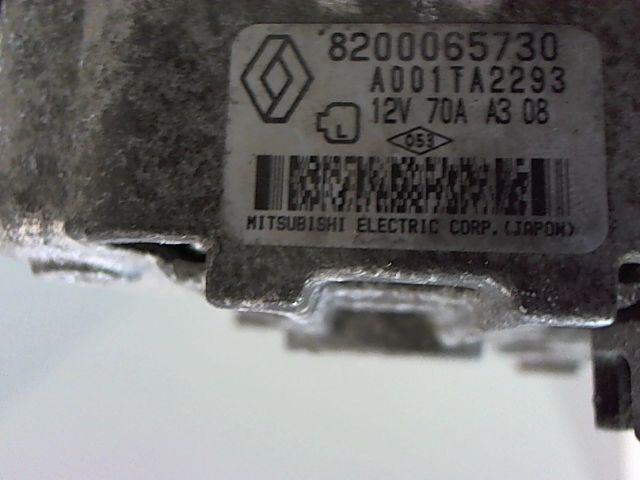 8200065730
A001TA2293
12V 70A A3 08
L
053
MITSUBISHI ELECTRIC CORP.(JAPON)